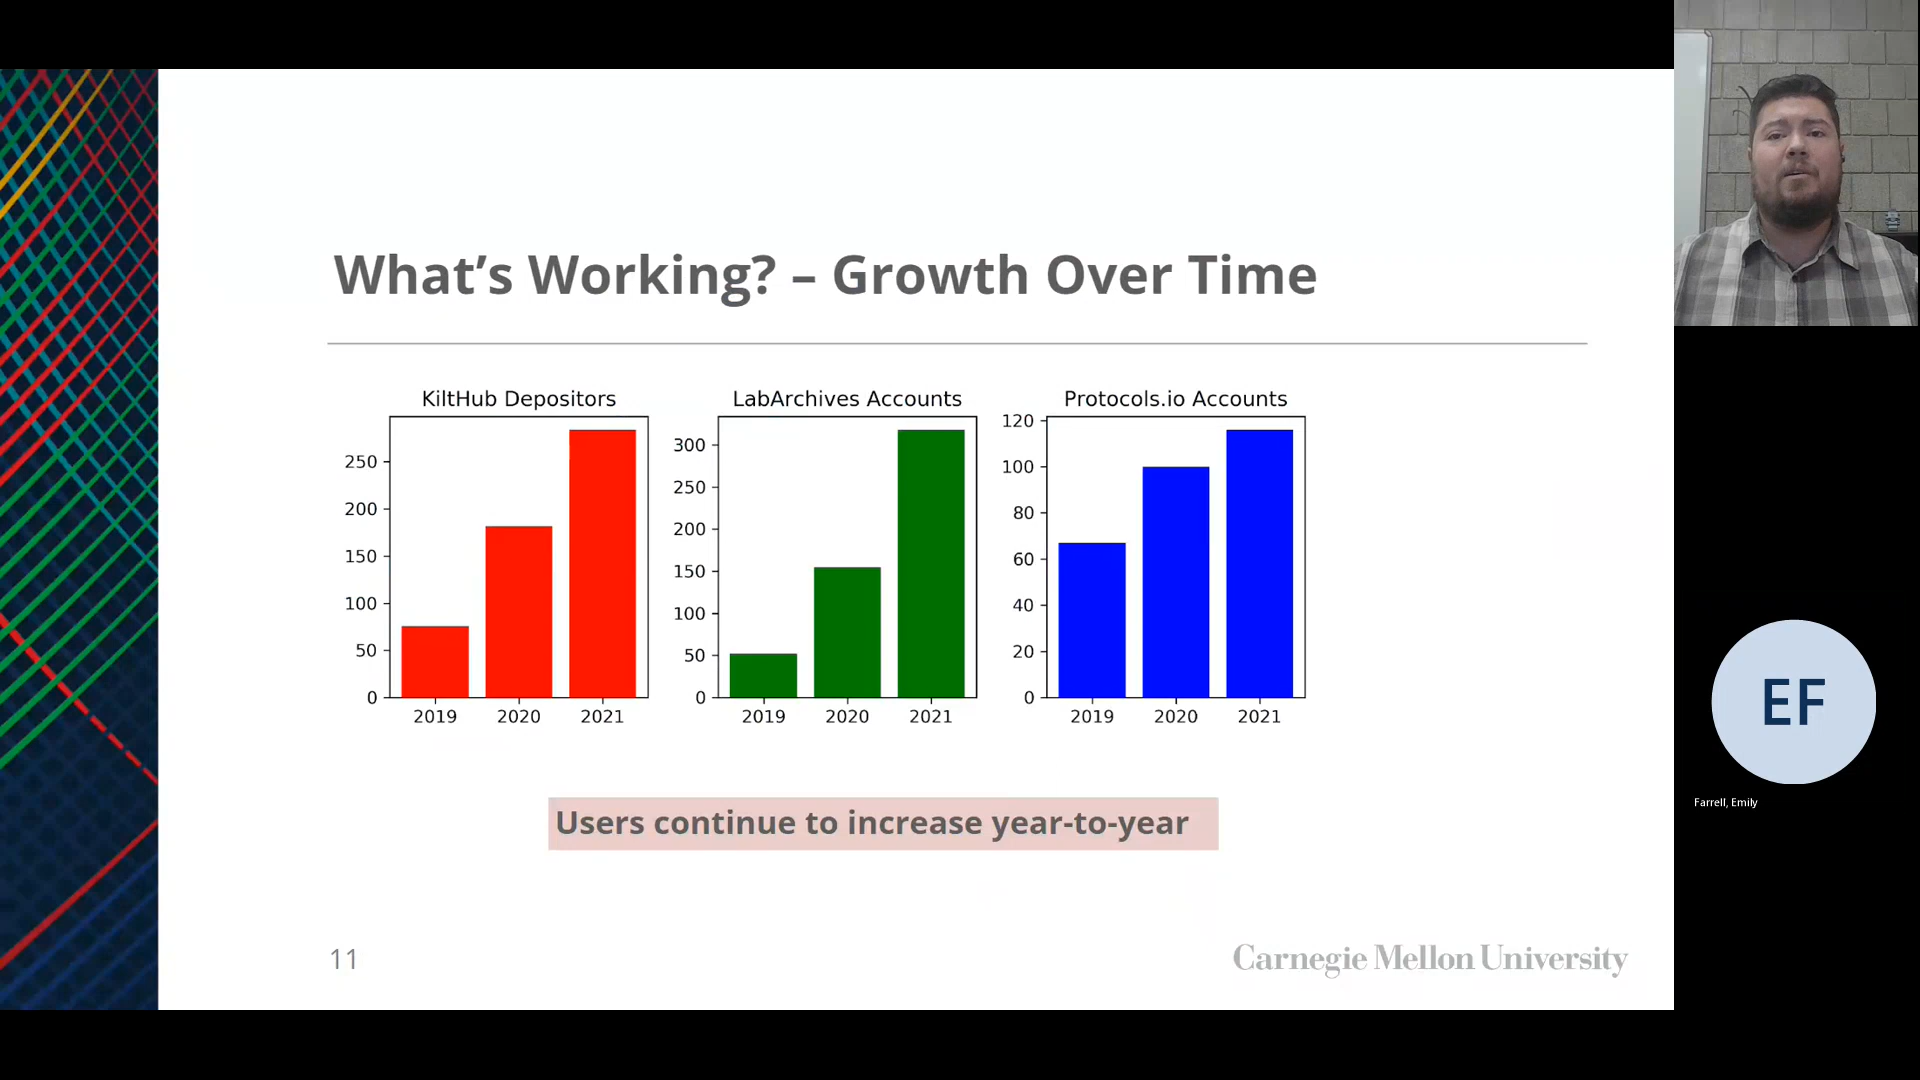 What’s Working? – Growth Over Time
KiltHub Depositors
250
200
150
100
50
0
2019 2020 2021
LabArchives Accounts
300
250
200
150
100
50
0
2019 2020 2021
Protocols.io Accounts
120
100
80
60
40
20
0
2019 2020 2021
Users continue to increase year-to-year
11
Carnegie Mellon University
EF
Farrell, Emily